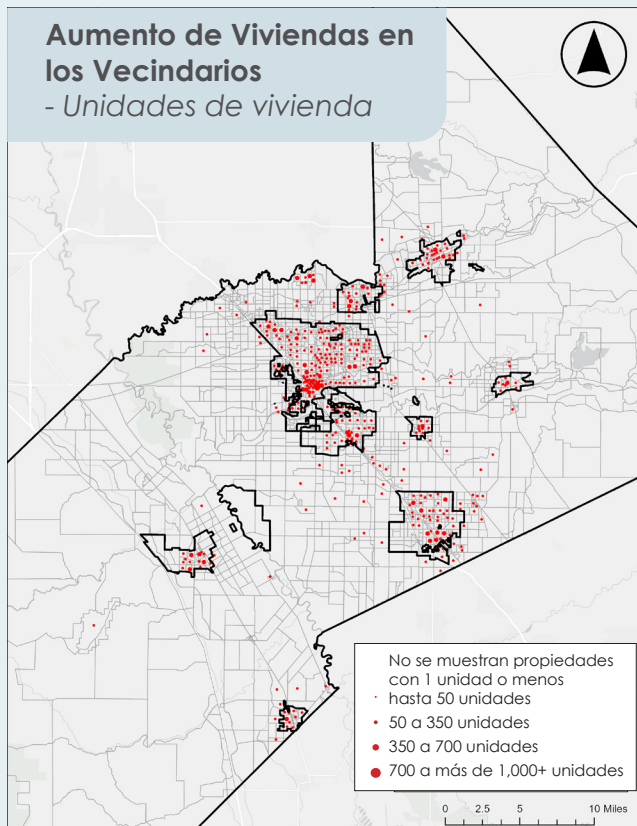 Aumento de Viviendas en
los Vecindarios
- Unidades de vivienda
No se muestran propiedades
con 1 unidad o menos
hasta 50 unidades
50 a 350 unidades
350 a 700 unidades
700 a más de 1,000+ unidades
0 2.5 5 10 Miles